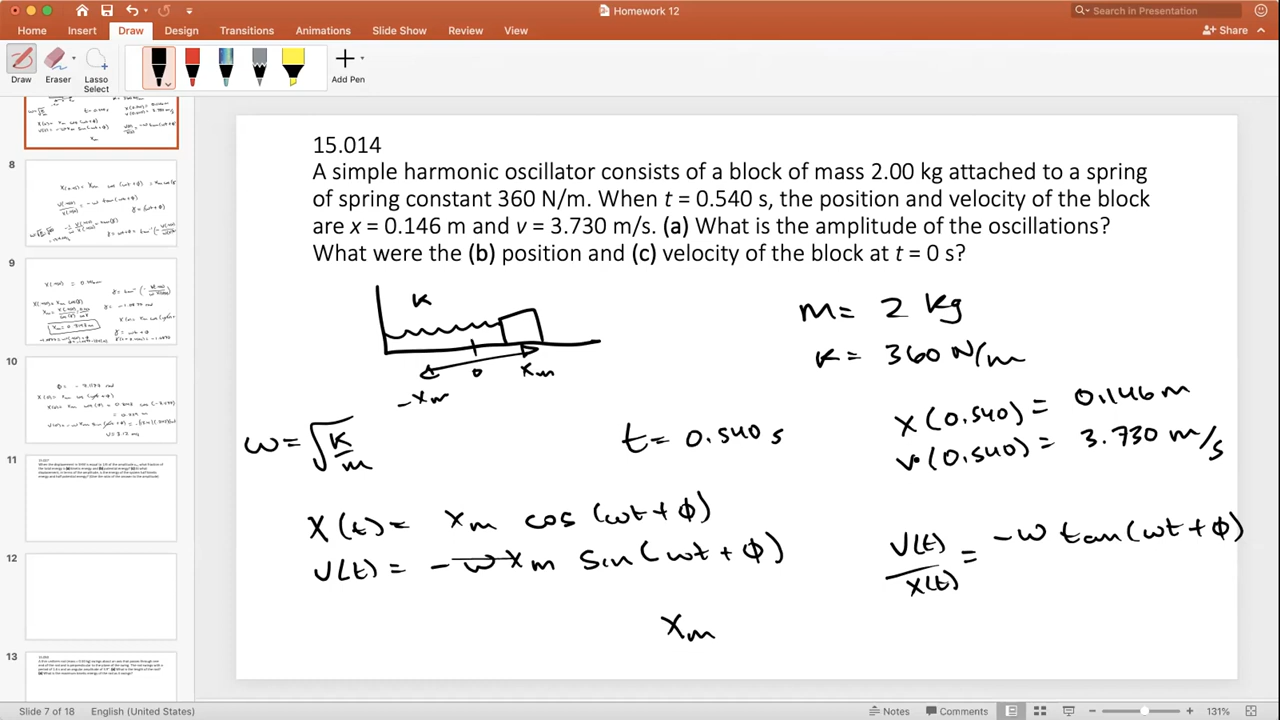 Homework 12
Search in Presentation
Home Insert Draw Design Transitions Animations Slide Show Review View Share
Draw Eraser Lasso Select Add Pen
15.014
A simple harmonic oscillator consists of a block of mass 2.00 kg attached to a spring
of spring constant 360 N/m. When t = 0.540 s, the position and velocity of the block
are x = 0.146 m and v = 3.730 m/s. (a) What is the amplitude of the oscillations?
What were the (b) position and (c) velocity of the block at t = 0 s?
K
-xm 0 xm
m = 2 kg
K = 360 N/m
x(0.540) = 0.146 m
v(0.540) = 3.730 m/s
ω = √K/m
t = 0.540 s
x(t) = xm cos(ωt + ϕ)
v(t) = -ωxm sin(ωt + ϕ)
v(t)/x(t) = -ω tan(ωt + ϕ)
xm
8
9
10
11
12
13
Slide 7 of 18 English (United States) Notes Comments 131%